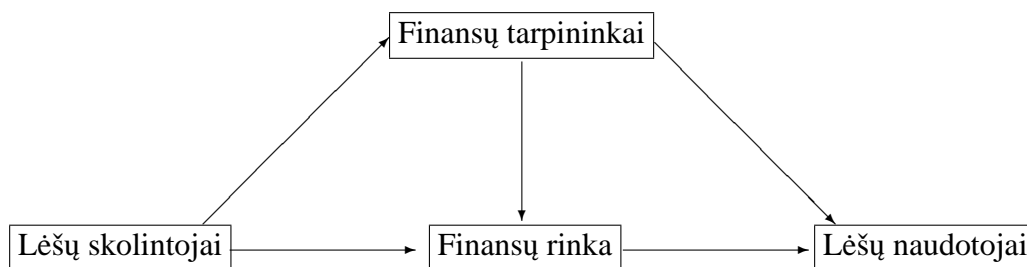 Finansų tarpininkai
Lėšų skolintojai
Finansų rinka
Lėšų naudotojai